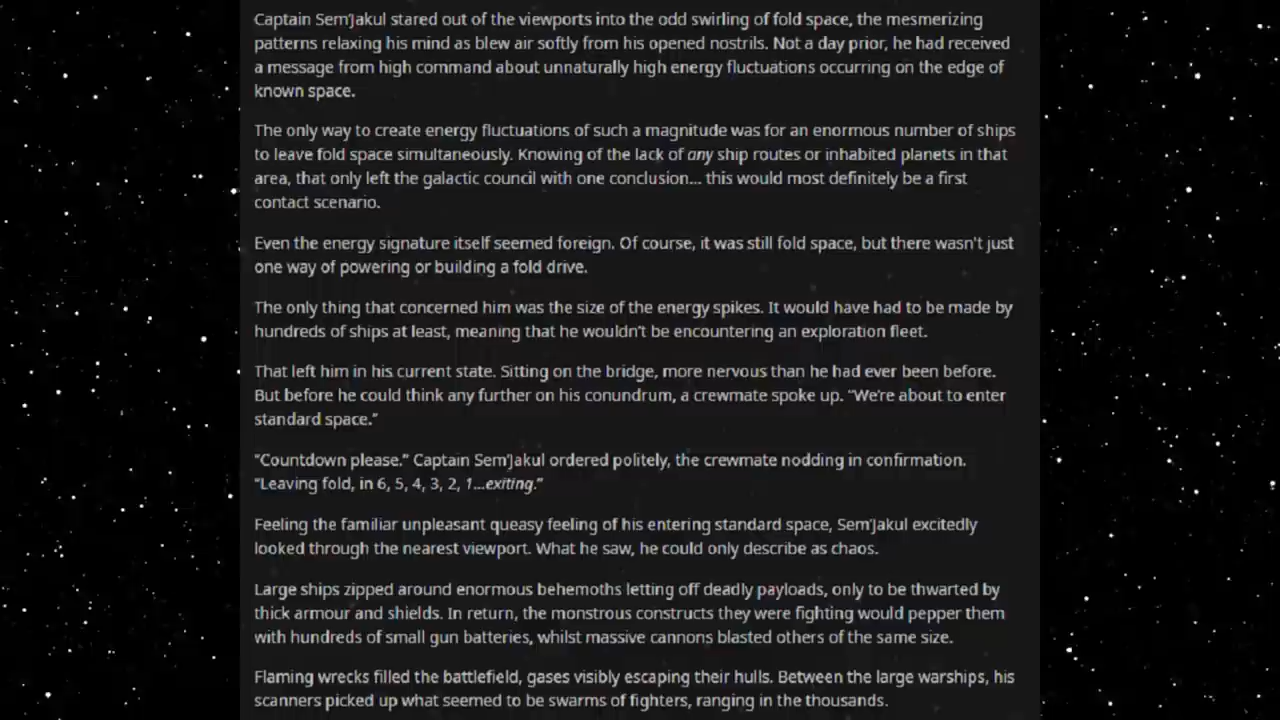 Captain Sem'Jakul stared out of the viewports into the odd swirling of fold space, the mesmerizing
patterns relaxing his mind as blew air softly from his opened nostrils. Not a day prior, he had received
a message from high command about unnaturally high energy fluctuations occurring on the edge of
known space.
The only way to create energy fluctuations of such a magnitude was for an enormous number of ships
to leave fold space simultaneously. Knowing of the lack of any ship routes or inhabited planets in that
area, that only left the galactic council with one conclusion... this would most definitely be a first
contact scenario.
Even the energy signature itself seemed foreign. Of course, it was still fold space, but there wasn't just
one way of powering or building a fold drive.
The only thing that concerned him was the size of the energy spikes. It would have had to be made by
hundreds of ships at least, meaning that he wouldn't be encountering an exploration fleet.
That left him in his current state. Sitting on the bridge, more nervous than he had ever been before.
But before he could think any further on his conundrum, a crewmate spoke up. “We're about to enter
standard space.”
“Countdown please.” Captain Sem'Jakul ordered politely, the crewmate nodding in confirmation.
“Leaving fold, in 6, 5, 4, 3, 2, 1...exiting.”
Feeling the familiar unpleasant queasy feeling of his entering standard space, Sem'Jakul excitedly
looked through the nearest viewport. What he saw, he could only describe as chaos.
Large ships zipped around enormous behemoths letting off deadly payloads, only to be thwarted by
thick armour and shields. In return, the monstrous constructs they were fighting would pepper them
with hundreds of small gun batteries, whilst massive cannons blasted others of the same size.
Flaming wrecks filled the battlefield, gases visibly escaping their hulls. Between the large warships, his
scanners picked up what seemed to be swarms of fighters, ranging in the thousands.